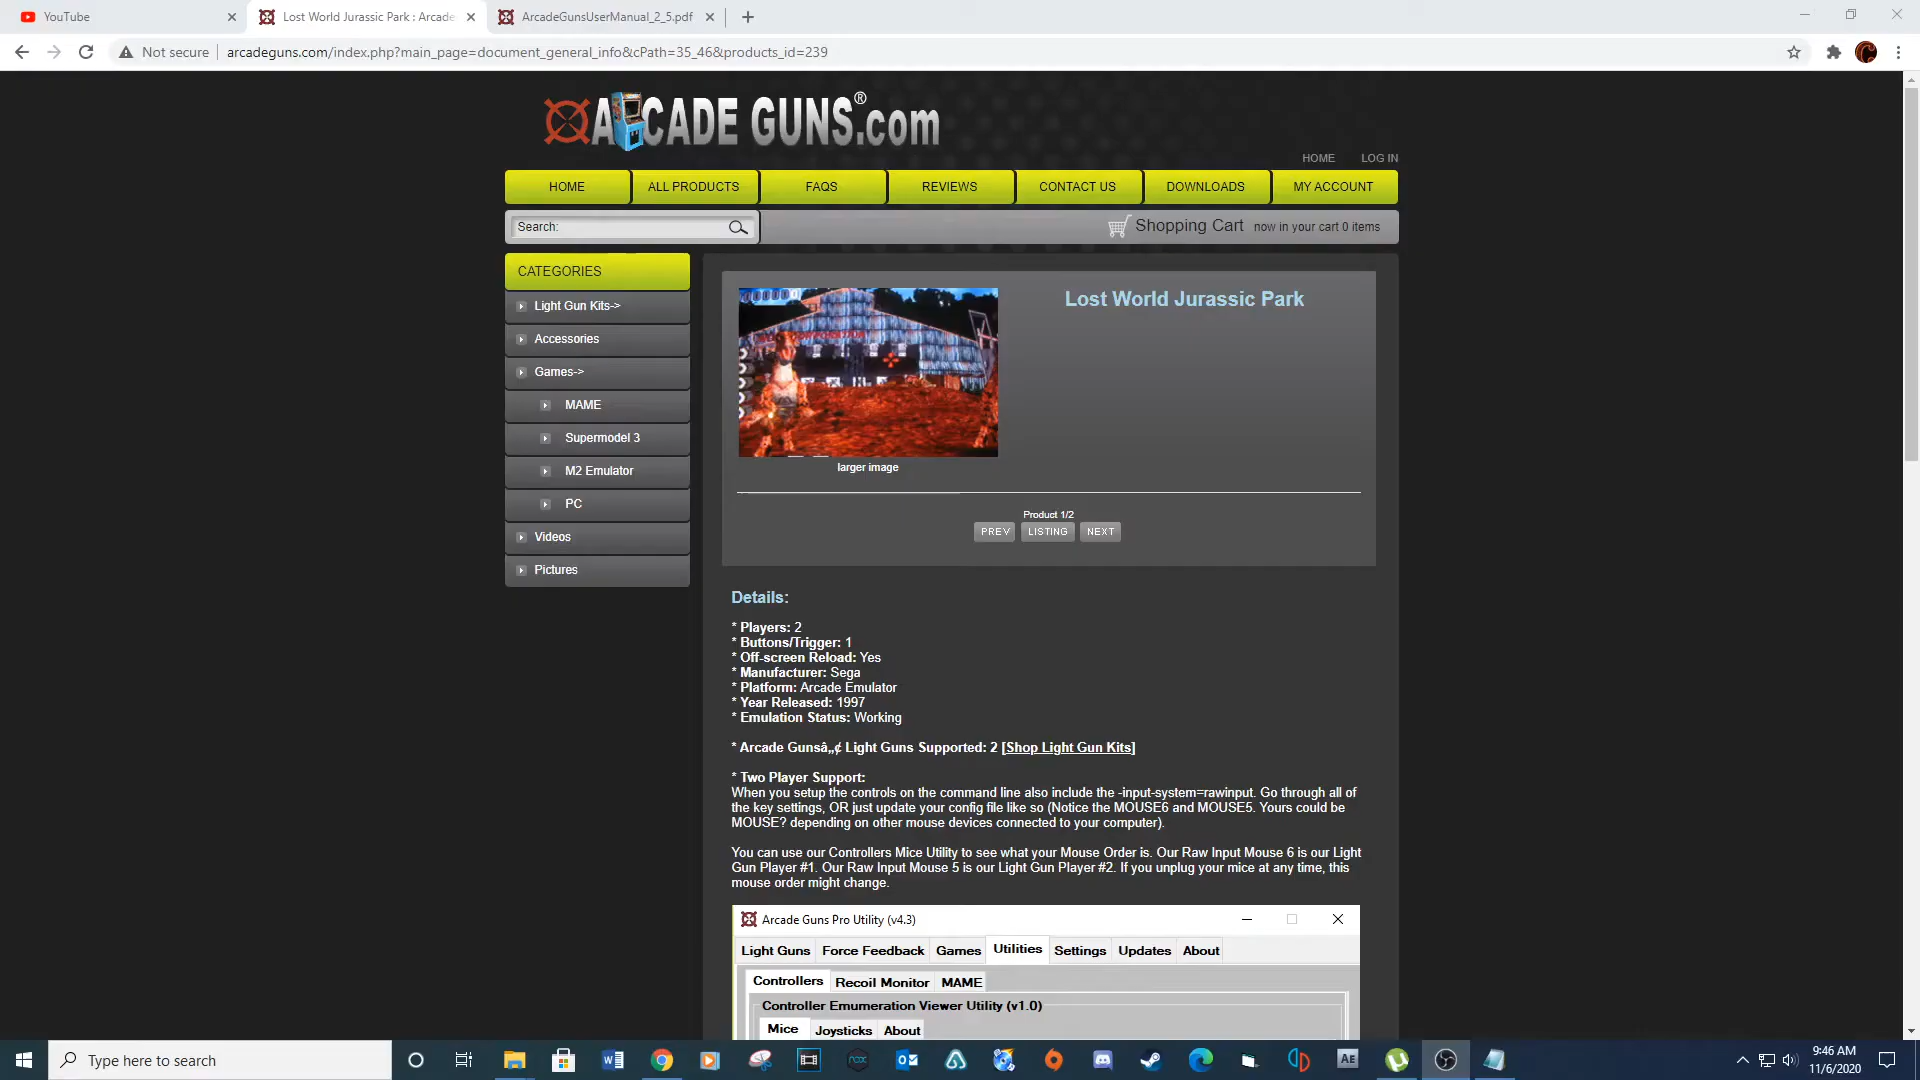 YouTube
Lost World Jurassic Park : Arcade
ArcadeGunsUserManual_2_5.pdf
Not secure
arcadeguns.com/index.php?main_page=document_general_info&cPath=35_46&products_id=239
ARCADE GUNS®.com
HOME LOG IN
HOME ALL PRODUCTS FAQS REVIEWS CONTACT US DOWNLOADS MY ACCOUNT
Search:
Shopping Cart now in your cart 0 items
CATEGORIES
Light Gun Kits->
Accessories
Games->
MAME
Supermodel 3
M2 Emulator
PC
Videos
Pictures
Lost World Jurassic Park
larger image
Product 1/2
PREV LISTING NEXT
Details:
* Players: 2
* Buttons/Trigger: 1
* Off-screen Reload: Yes
* Manufacturer: Sega
* Platform: Arcade Emulator
* Year Released: 1997
* Emulation Status: Working
* Arcade Gunsâ„¢ Light Guns Supported: 2 [Shop Light Gun Kits]
* Two Player Support:
When you setup the controls on the command line also include the -input-system=rawinput. Go through all of
the key settings, OR just update your config file like so (Notice the MOUSE6 and MOUSE5. Yours could be
MOUSE? depending on other mouse devices connected to your computer).
You can use our Controllers Mice Utility to see what your Mouse Order is. Our Raw Input Mouse 6 is our Light
Gun Player #1. Our Raw Input Mouse 5 is our Light Gun Player #2. If you unplug your mice at any time, this
mouse order might change.
Arcade Guns Pro Utility (v4.3)
Light Guns Force Feedback Games Utilities Settings Updates About
Controllers Recoil Monitor MAME
Controller Enumeration Viewer Utility (v1.0)
Mice Joysticks About
Type here to search
AE
9:46 AM
11/6/2020